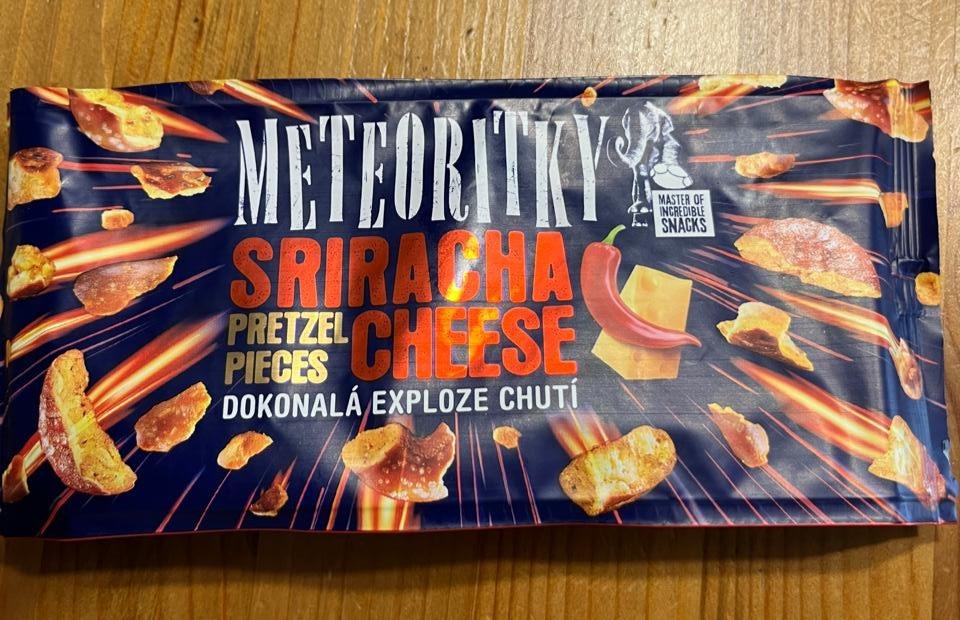 METEORITKY
MASTER OF
INCREDIBLE
SNACKS
SRIRACHA
PRETZEL
PIECES
CHEESE
DOKONALÁ EXPLOZE CHUTÍ